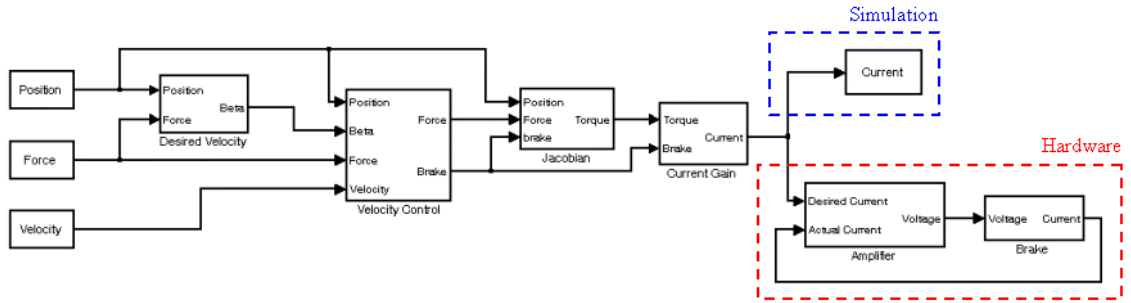 Simulation
Position
Force
Velocity
Position
Force
Beta
Desired Velocity
Position
Beta
Force
Velocity
Force
Brake
Velocity Control
Position
Force
brake
Torque
Jacobian
Torque
Brake
Current
Current Gain
Current
Hardware
Desired Current
Actual Current
Voltage
Amplifier
Voltage
Current
Brake